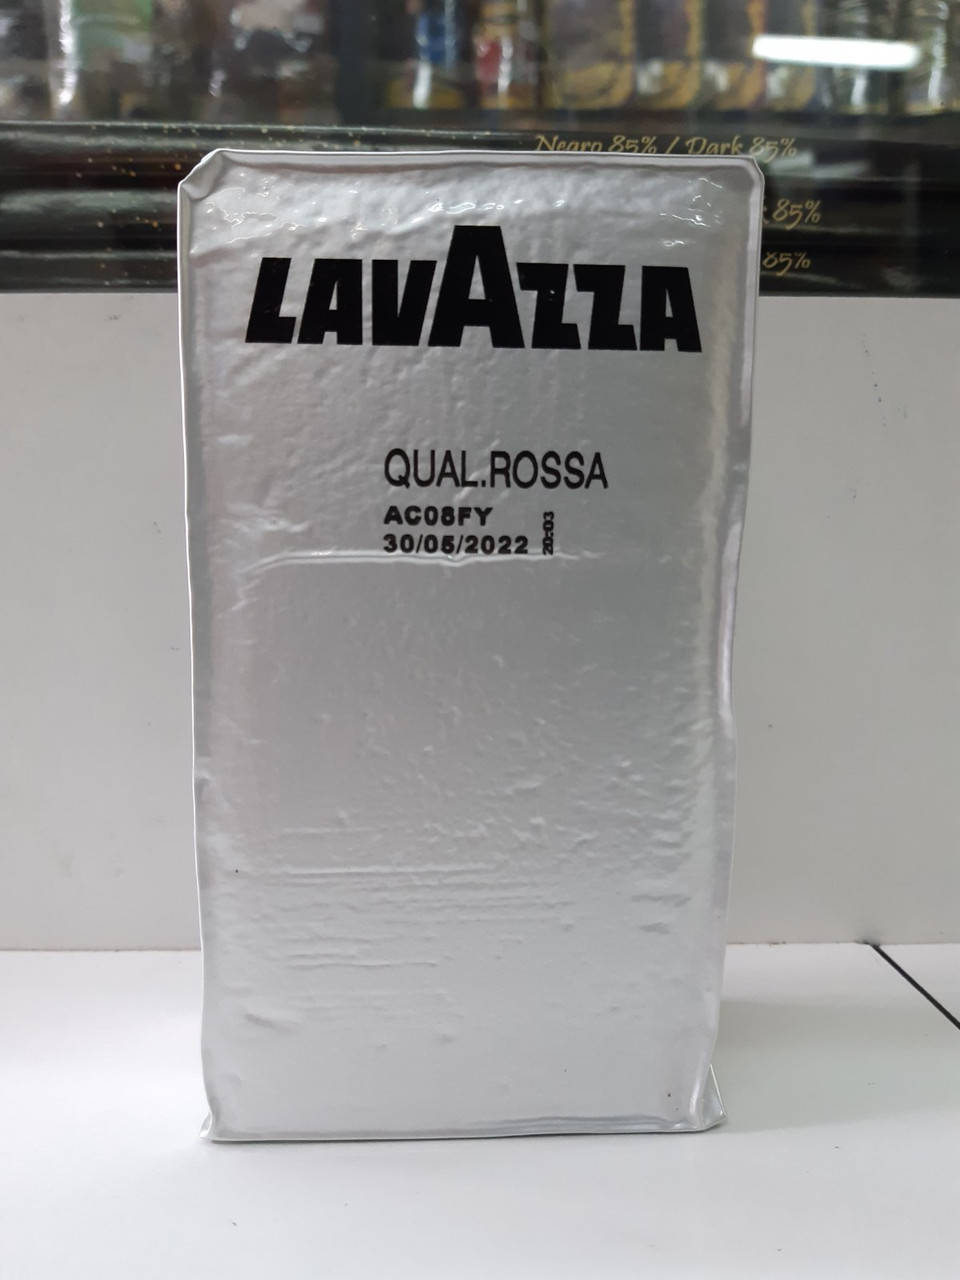 Negro 85% / Dark 85%
85%
85%
LAVAZZA
QUAL.ROSSA
AC08FY
30/05/2022 20:03